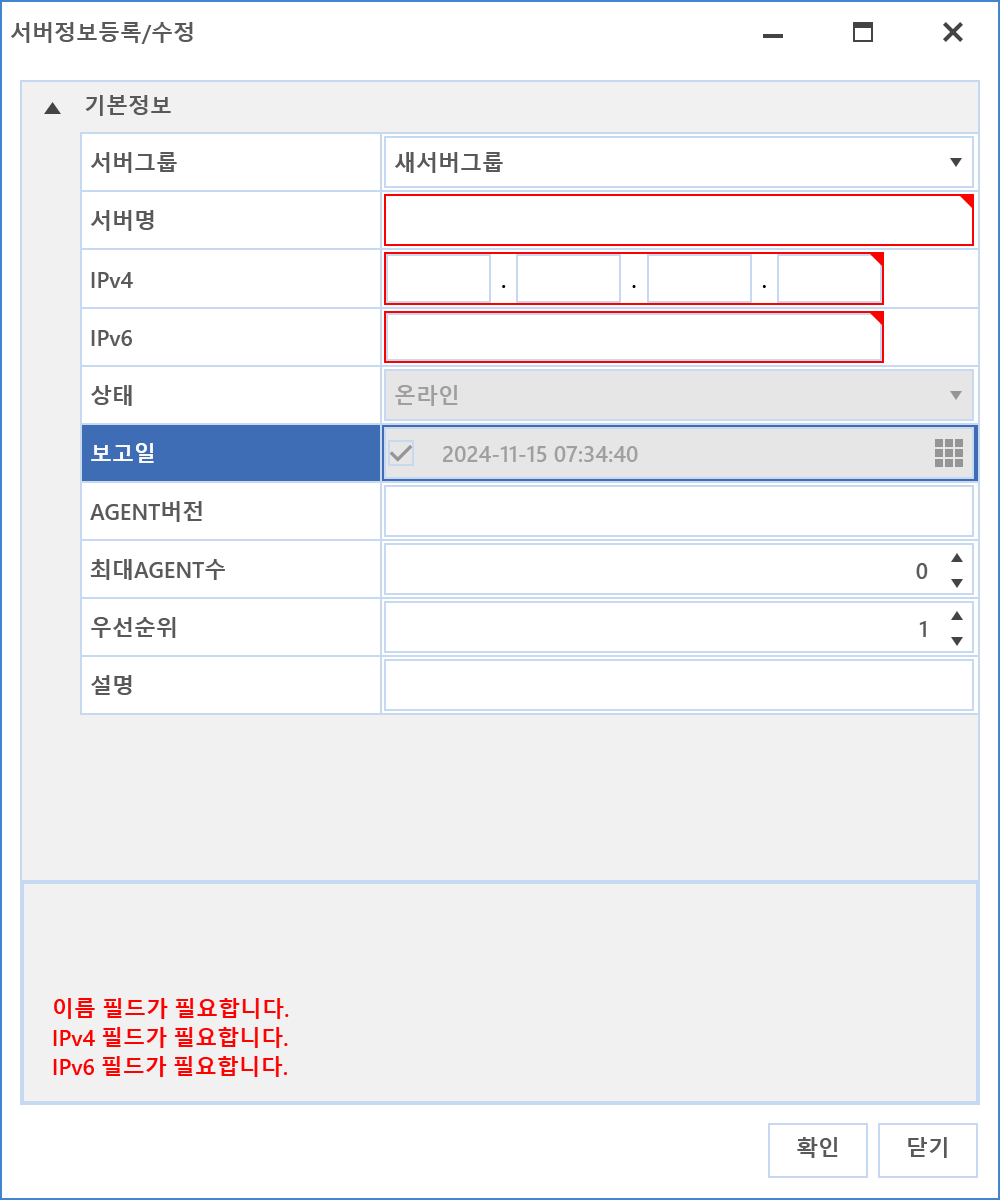 서버정보등록/수정
기본정보
서버그룹 새서버그룹
서버명
IPv4 . . .
IPv6
상태 온라인
보고일 2024-11-15 07:34:40
AGENT버전
최대AGENT수 0
우선순위 1
설명
이름 필드가 필요합니다.
IPv4 필드가 필요합니다.
IPv6 필드가 필요합니다.
확인 닫기